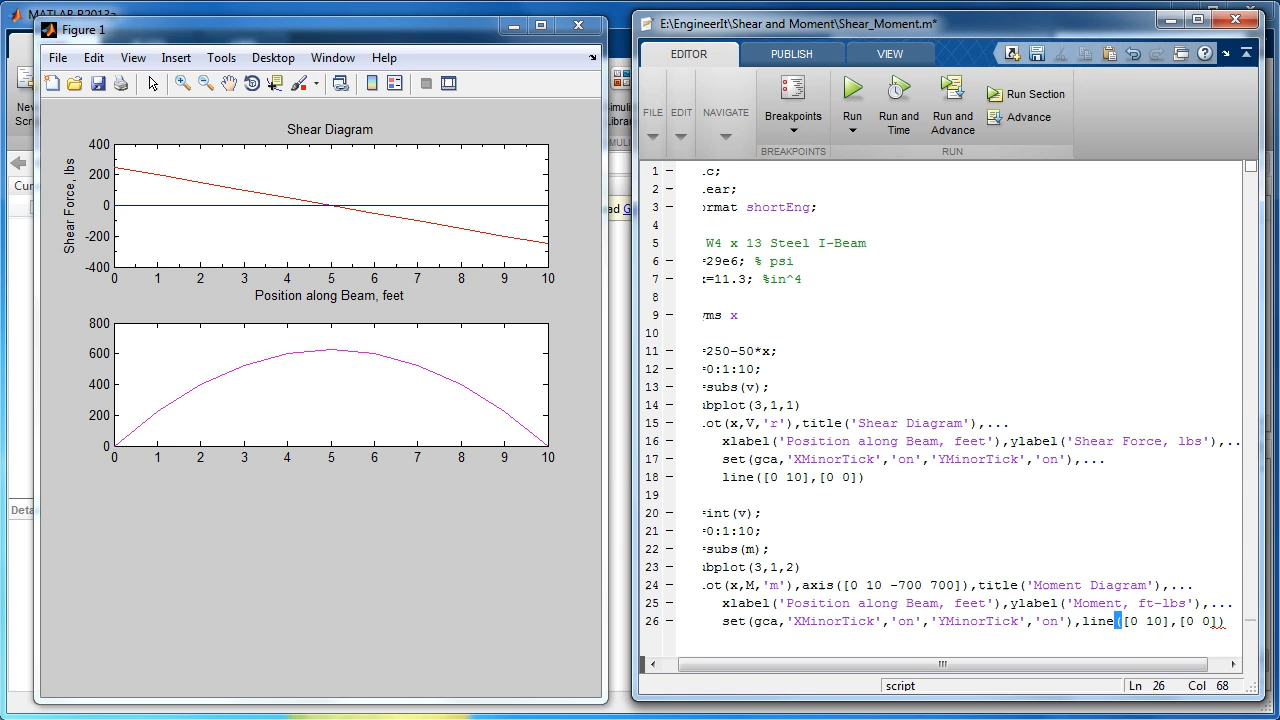 MATLAB R2013a
Figure 1
File Edit View Insert Tools Desktop Window Help
Shear Diagram
Shear Force, lbs
400
200
0
-200
-400
0 1 2 3 4 5 6 7 8 9 10
Position along Beam, feet
800
600
400
200
0
0 1 2 3 4 5 6 7 8 9 10
E:\EngineerIt\Shear and Moment\Shear_Moment.m*
EDITOR PUBLISH VIEW
FILE EDIT NAVIGATE
Breakpoints
Run
Run and Time
Run and Advance
Run Section
Advance
BREAKPOINTS RUN
1 .c;
2 .ear;
3 ormat shortEng;
4
5 W4 x 13 Steel I-Beam
6 =29e6; % psi
7 =11.3; %in^4
8
9 yms x
10
11 =250-50*x;
12 =0:1:10;
13 =subs(v);
14 ubplot(3,1,1)
15 .ot(x,V,'r'),title('Shear Diagram'),...
16 xlabel('Position along Beam, feet'),ylabel('Shear Force, lbs'),...
17 set(gca,'XMinorTick','on','YMinorTick','on'),...
18 line([0 10],[0 0])
19
20 =int(v);
21 =0:1:10;
22 =subs(m);
23 ubplot(3,1,2)
24 .ot(x,M,'m'),axis([0 10 -700 700]),title('Moment Diagram'),...
25 xlabel('Position along Beam, feet'),ylabel('Moment, ft-lbs'),...
26 set(gca,'XMinorTick','on','YMinorTick','on'),line([0 10],[0 0])
script
Ln 26 Col 68